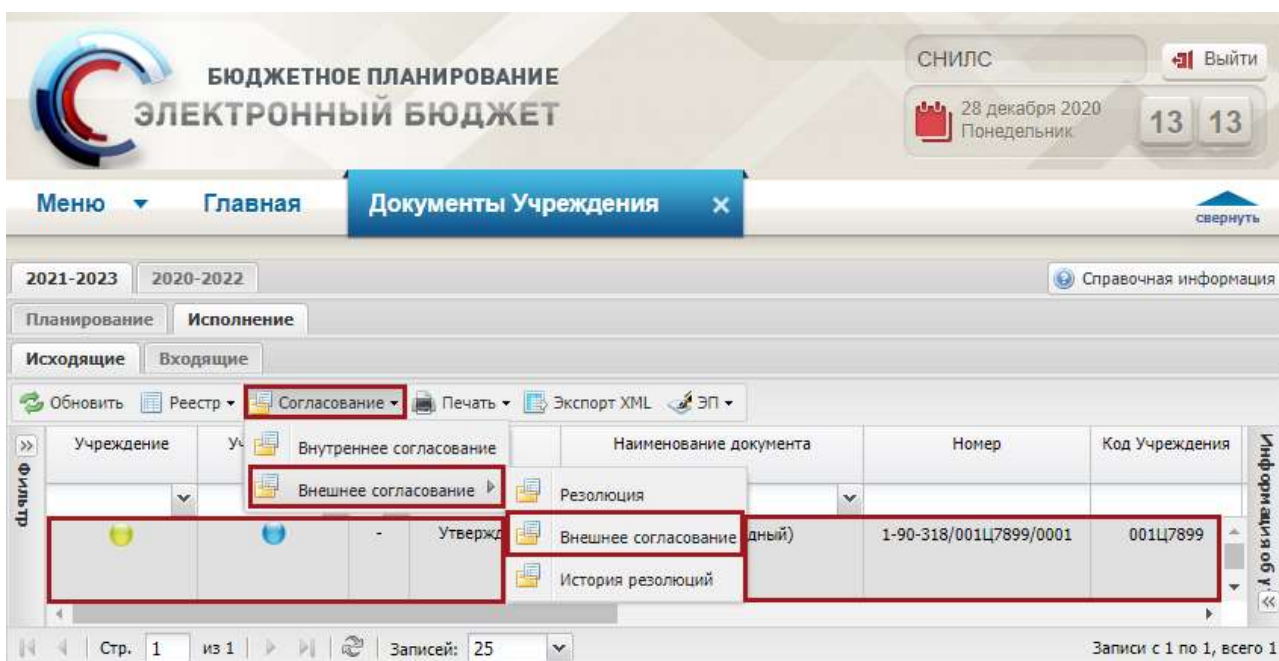 БЮДЖЕТНОЕ ПЛАНИРОВАНИЕ
ЭЛЕКТРОННЫЙ БЮДЖЕТ
СНИЛС
Выйти
28 декабря 2020
Понедельник
13 13
Меню Главная Документы Учреждения
свернуть
2021-2023 2020-2022 Справочная информация
Планирование Исполнение
Исходящие Входящие
Обновить Реестр Согласование Печать Экспорт XML ЭП
Учреждение Наименование документа Номер Код Учреждения
Внутреннее согласование
Внешнее согласование
Фильтр
Резолюция
Внешнее согласование
История резолюций
- 1-90-318/001Ц7899/0001 001Ц7899
Информация об
Стр. 1 из 1 Записей: 25 Записи с 1 по 1, всего 1